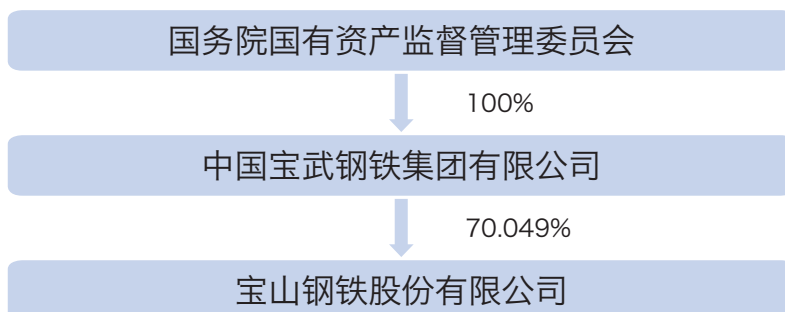 国务院国有资产监督管理委员会
100%
中国宝武钢铁集团有限公司
70.049%
宝山钢铁股份有限公司